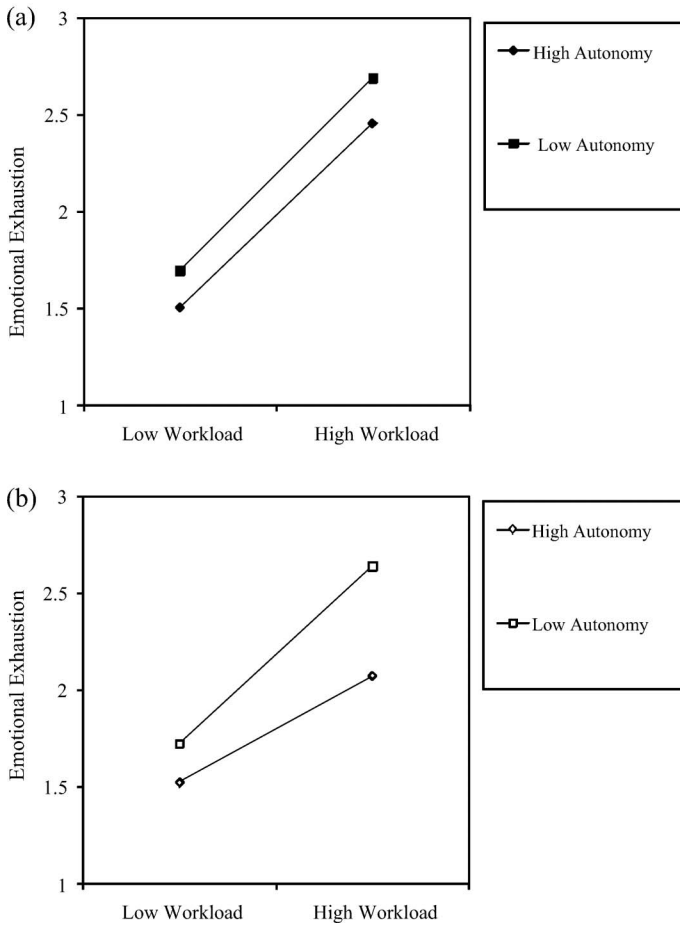 (a)
3
2.5
2
1.5
1
Emotional Exhaustion
Low Workload
High Workload
High Autonomy
Low Autonomy
(b)
3
2.5
2
1.5
1
Emotional Exhaustion
Low Workload
High Workload
High Autonomy
Low Autonomy